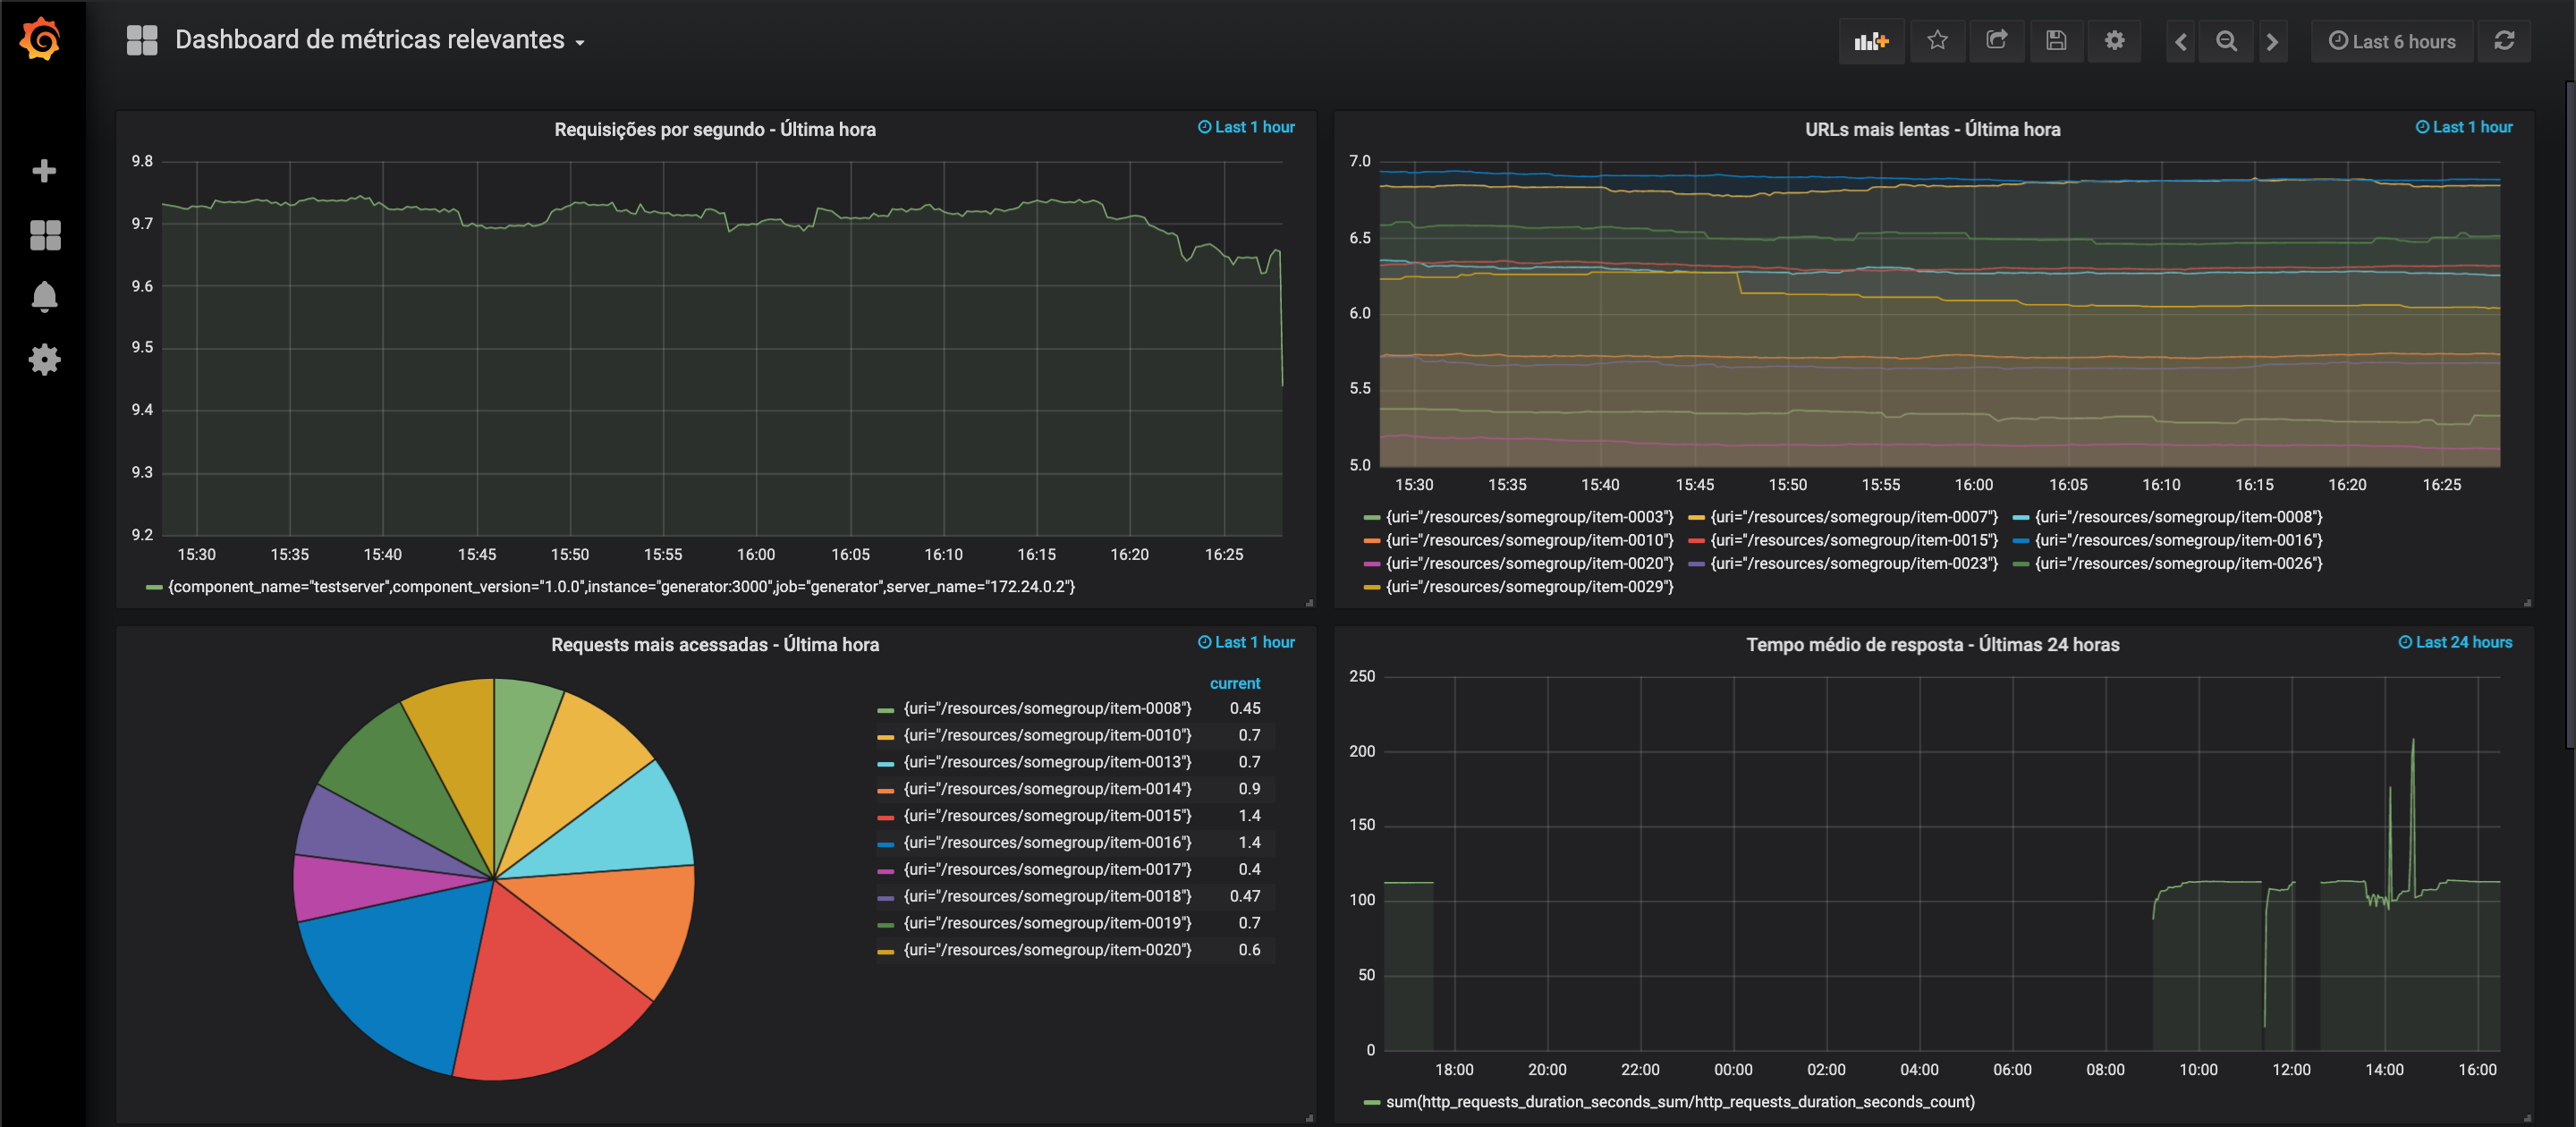 Dashboard de métricas relevantes
Last 6 hours
Requisições por segundo - Última hora
Last 1 hour
9.8
9.7
9.6
9.5
9.4
9.3
9.2
15:30 15:35 15:40 15:45 15:50 15:55 16:00 16:05 16:10 16:15 16:20 16:25
{component_name="testserver",component_version="1.0.0",instance="generator:3000",job="generator",server_name="172.24.0.2"}
URLs mais lentas - Última hora
Last 1 hour
7.0
6.5
6.0
5.5
5.0
15:30 15:35 15:40 15:45 15:50 15:55 16:00 16:05 16:10 16:15 16:20 16:25
{uri="/resources/somegroup/item-0003"} {uri="/resources/somegroup/item-0007"} {uri="/resources/somegroup/item-0008"}
{uri="/resources/somegroup/item-0010"} {uri="/resources/somegroup/item-0015"} {uri="/resources/somegroup/item-0016"}
{uri="/resources/somegroup/item-0020"} {uri="/resources/somegroup/item-0023"} {uri="/resources/somegroup/item-0026"}
{uri="/resources/somegroup/item-0029"}
Requests mais acessadas - Última hora
Last 1 hour
current
{uri="/resources/somegroup/item-0008"} 0.45
{uri="/resources/somegroup/item-0010"} 0.7
{uri="/resources/somegroup/item-0013"} 0.7
{uri="/resources/somegroup/item-0014"} 0.9
{uri="/resources/somegroup/item-0015"} 1.4
{uri="/resources/somegroup/item-0016"} 1.4
{uri="/resources/somegroup/item-0017"} 0.4
{uri="/resources/somegroup/item-0018"} 0.47
{uri="/resources/somegroup/item-0019"} 0.7
{uri="/resources/somegroup/item-0020"} 0.6
Tempo médio de resposta - Últimas 24 horas
Last 24 hours
250
200
150
100
50
0
18:00 20:00 22:00 00:00 02:00 04:00 06:00 08:00 10:00 12:00 14:00 16:00
sum(http_requests_duration_seconds_sum/http_requests_duration_seconds_count)